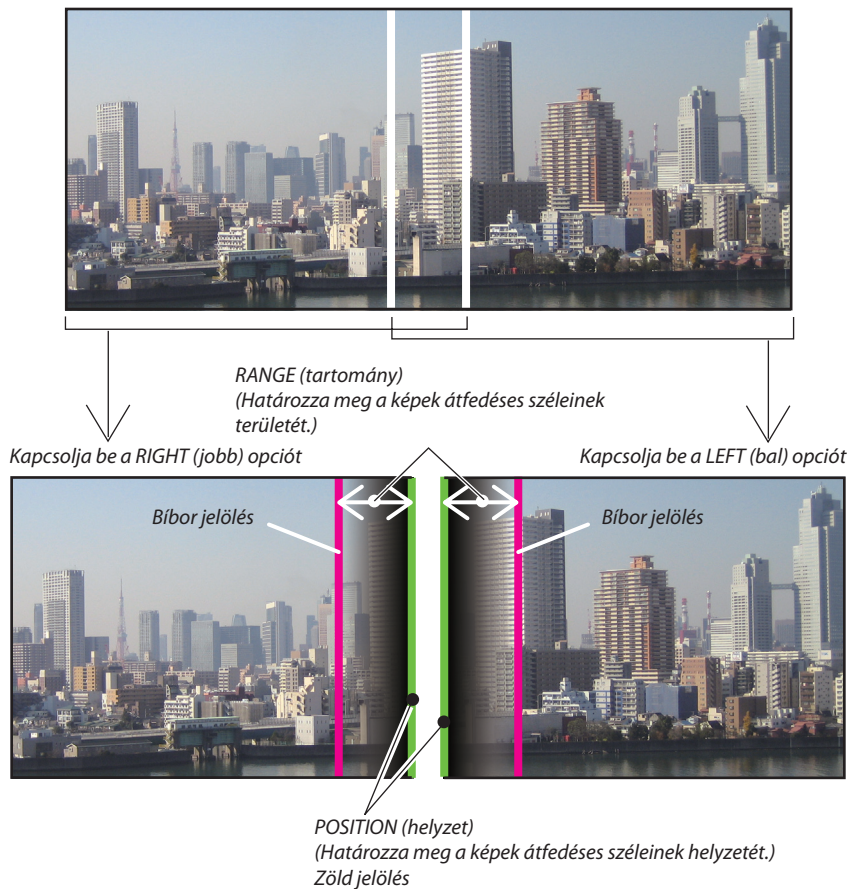 RANGE (tartomány)
(Határozza meg a képek átfedéses széleinek
területét.)
Kapcsolja be a RIGHT (jobb) opciót
Kapcsolja be a LEFT (bal) opciót
Bíbor jelölés
Bíbor jelölés
POSITION (helyzet)
(Határozza meg a képek átfedéses széleinek helyzetét.)
Zöld jelölés